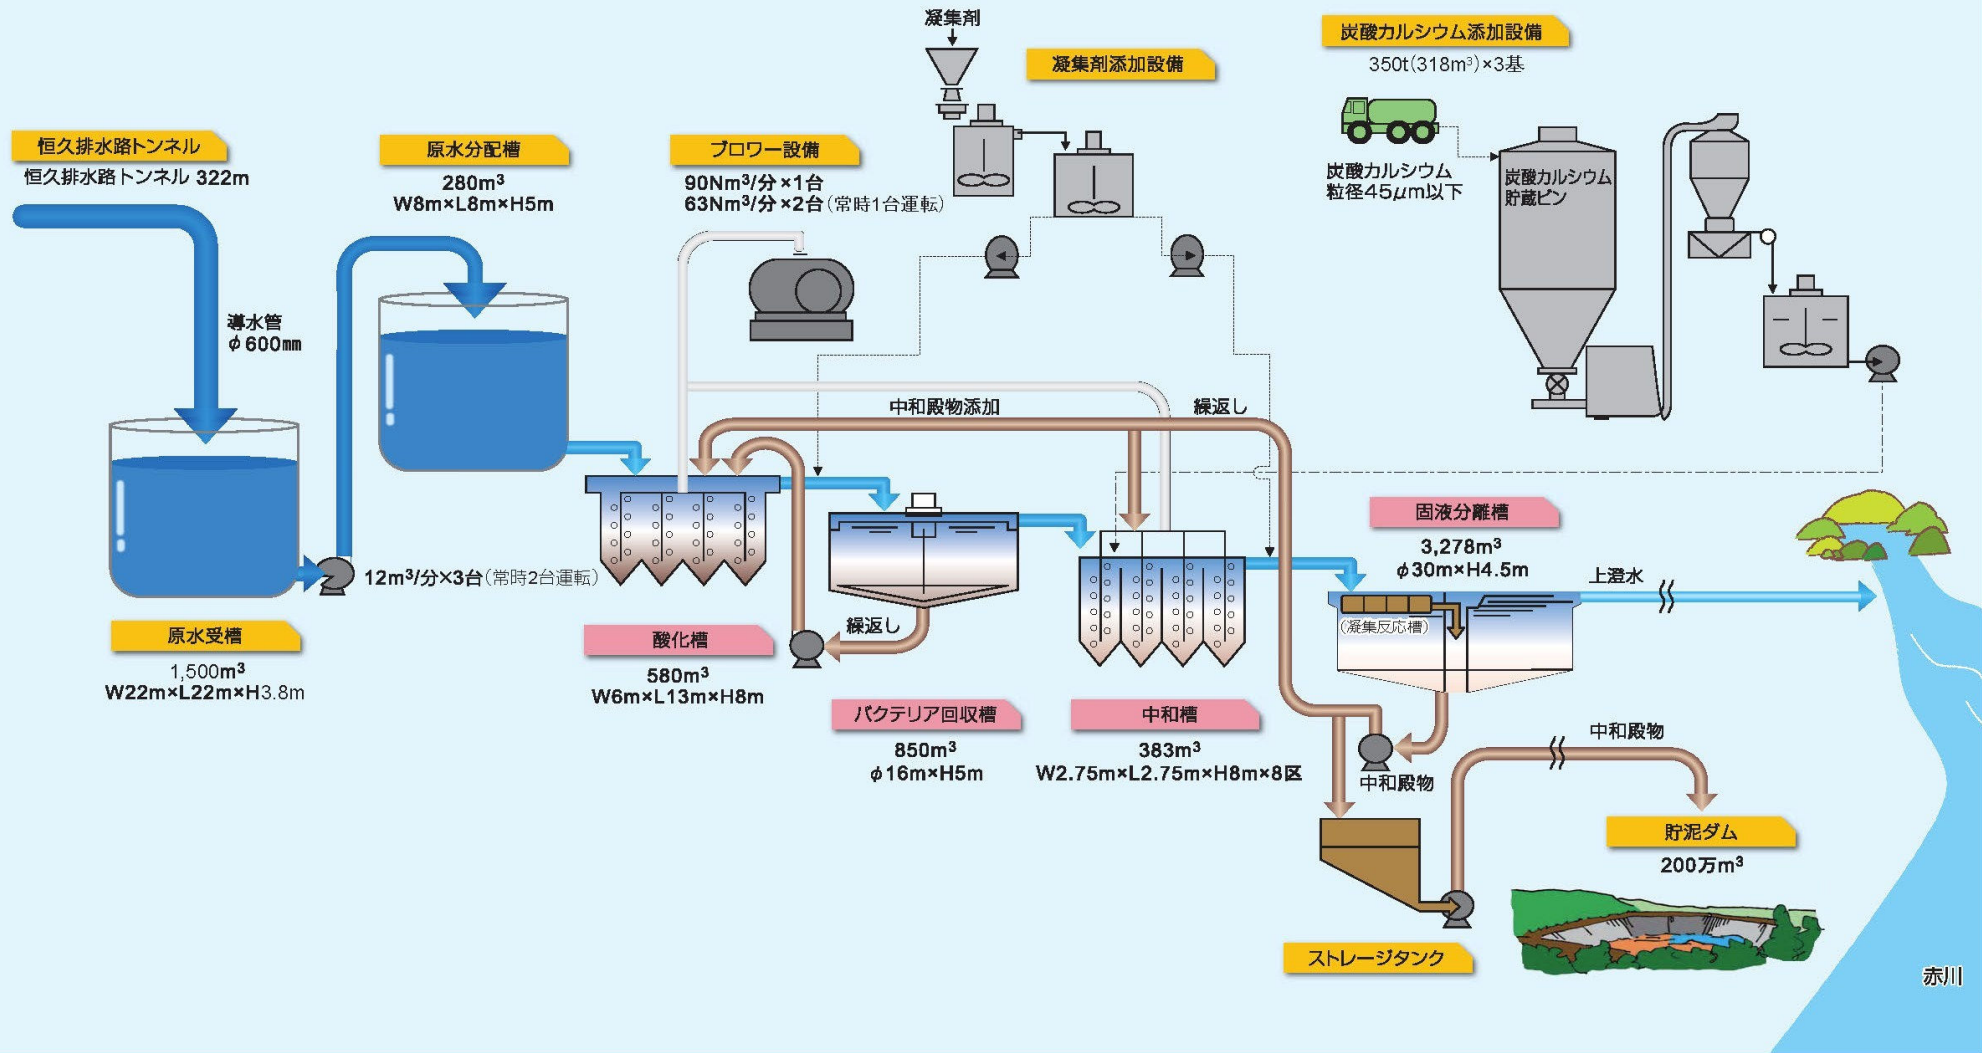 凝集剤
凝集剤添加設備
炭酸カルシウム添加設備
350t(318m³)×3基
恒久排水路トンネル
恒久排水路トンネル 322m
原水分配槽
280m³
W8m×L8m×H5m
ブロワー設備
90Nm³/分×1台
63Nm³/分×2台(常時1台運転)
炭酸カルシウム
粒径45μm以下
炭酸カルシウム
貯蔵ビン
導水管
φ600㎜
中和殿物添加
繰返し
12m³/分×3台(常時2台運転)
原水受槽
1,500m³
W22m×L22m×H3.8m
酸化槽
580m³
W6m×L13m×H8m
繰返し
バクテリア回収槽
850m³
φ16m×H5m
中和槽
383m³
W2.75m×L2.75m×H8m×8区
固液分離槽
3,278m³
φ30m×H4.5m
(凝集反応槽)
上澄水
中和殿物
中和殿物
貯泥ダム
200万m³
ストレージタンク
赤川